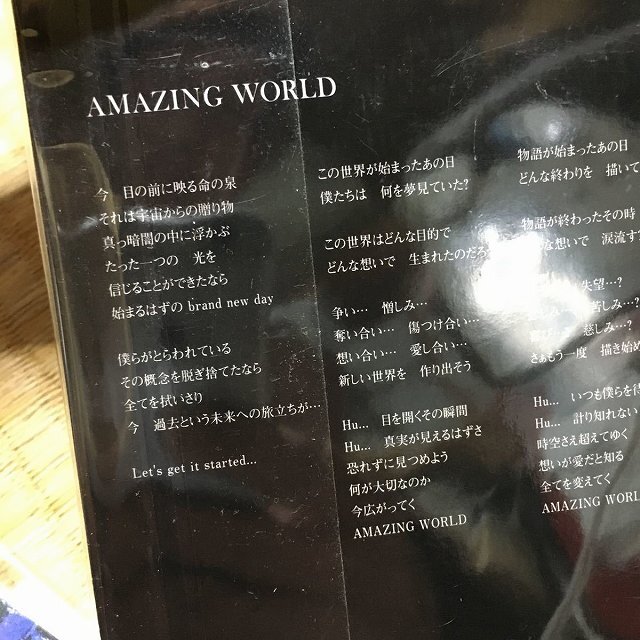 AMAZING WORLD
今　目の前に映る命の泉
それは宇宙からの贈り物
真っ暗闇の中に浮かぶ
たった一つの　光を
信じることができたなら
始まるはずの brand new day
僕らがとらわれている
その概念を脱ぎ捨てたなら
全てを拭いさり
今　過去という未来への旅立ちが…
Let's get it started...
この世界が始まったあの日
僕たちは　何を夢見ていた?
この世界はどんな目的で
どんな想いで　生まれたのだろ
争い…　憎しみ…
奪い合い…　傷つけ合い…
想い合い…　愛し合い…
新しい世界を　作り出そう
Hu...　目を開くその瞬間
Hu...　真実が見えるはずさ
恐れずに見つめよう
何が大切なのか
今広がってく
AMAZING WORLD
物語が始まったあの日
どんな終わりを　描いて
物語が終わったその時
な想いで　涙流す?
失望…?
苦しみ…?
慈しみ…?
さぁもう一度　描き始め
Hu...　いつも僕らを待
Hu...　計り知れない
時空さえ超えてゆく
想いが愛だと知る
全てを変えてく
AMAZING WORL